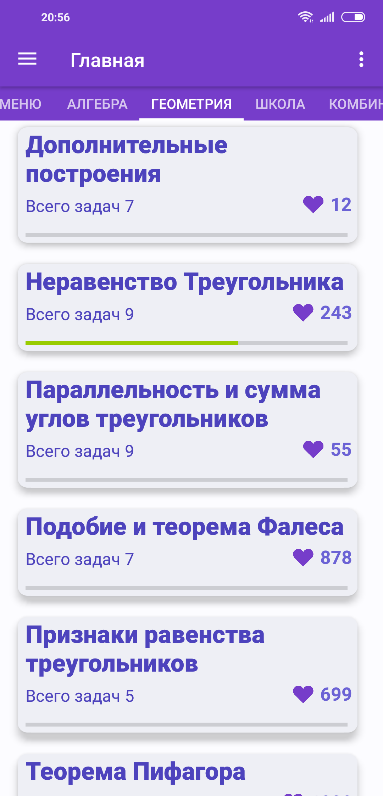 20:56
Главная
МЕНЮ АЛГЕБРА ГЕОМЕТРИЯ ШКОЛА КОМБИН
Дополнительные
построения
Всего задач 7 12
Неравенство Треугольника
Всего задач 9 243
Параллельность и сумма
углов треугольников
Всего задач 9 55
Подобие и теорема Фалеса
Всего задач 7 878
Признаки равенства
треугольников
Всего задач 5 699
Теорема Пифагора